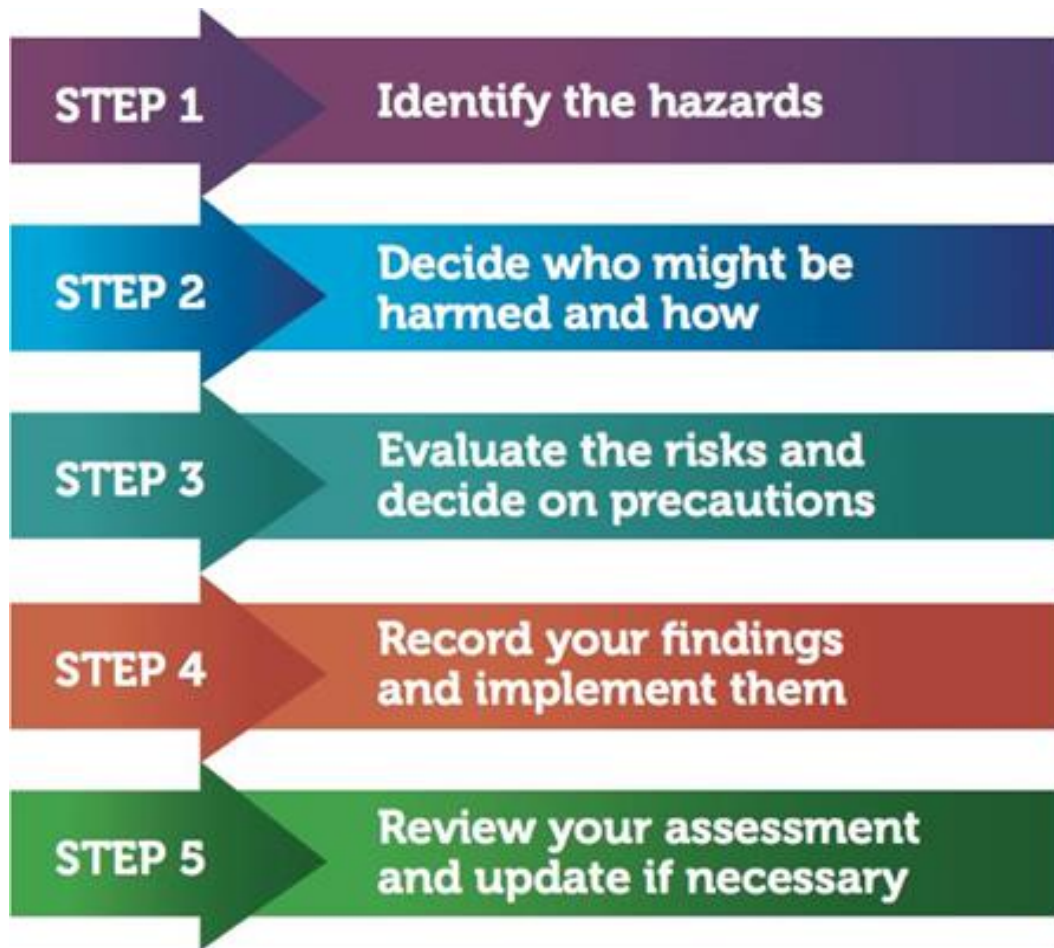 STEP 1
Identify the hazards
STEP 2
Decide who might be
harmed and how
STEP 3
Evaluate the risks and
decide on precautions
STEP 4
Record your findings
and implement them
STEP 5
Review your assessment
and update if necessary